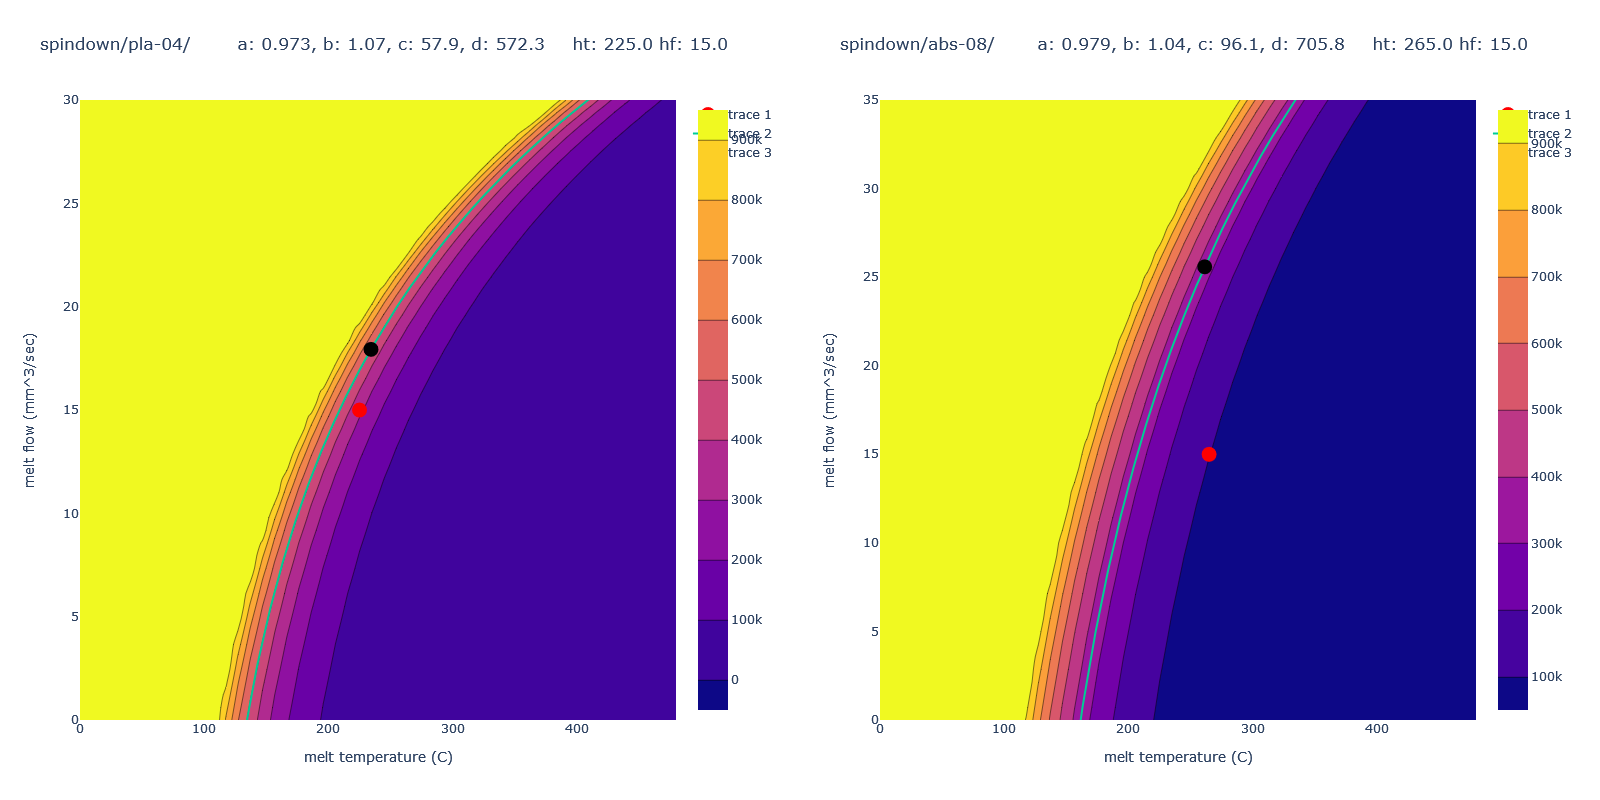 spindown/pla-04/ a: 0.973, b: 1.07, c: 57.9, d: 572.3 ht: 225.0 hf: 15.0
30
25
20
15
10
5
0
melt flow (mm^3/sec)
0 100 200 300 400
melt temperature (C)
trace 1
trace 2
900k
trace 3
800k
700k
600k
500k
400k
300k
200k
100k
0
spindown/abs-08/ a: 0.979, b: 1.04, c: 96.1, d: 705.8 ht: 265.0 hf: 15.0
35
30
25
20
15
10
5
0
melt flow (mm^3/sec)
0 100 200 300 400
melt temperature (C)
trace 1
trace 2
900k
trace 3
800k
700k
600k
500k
400k
300k
200k
100k